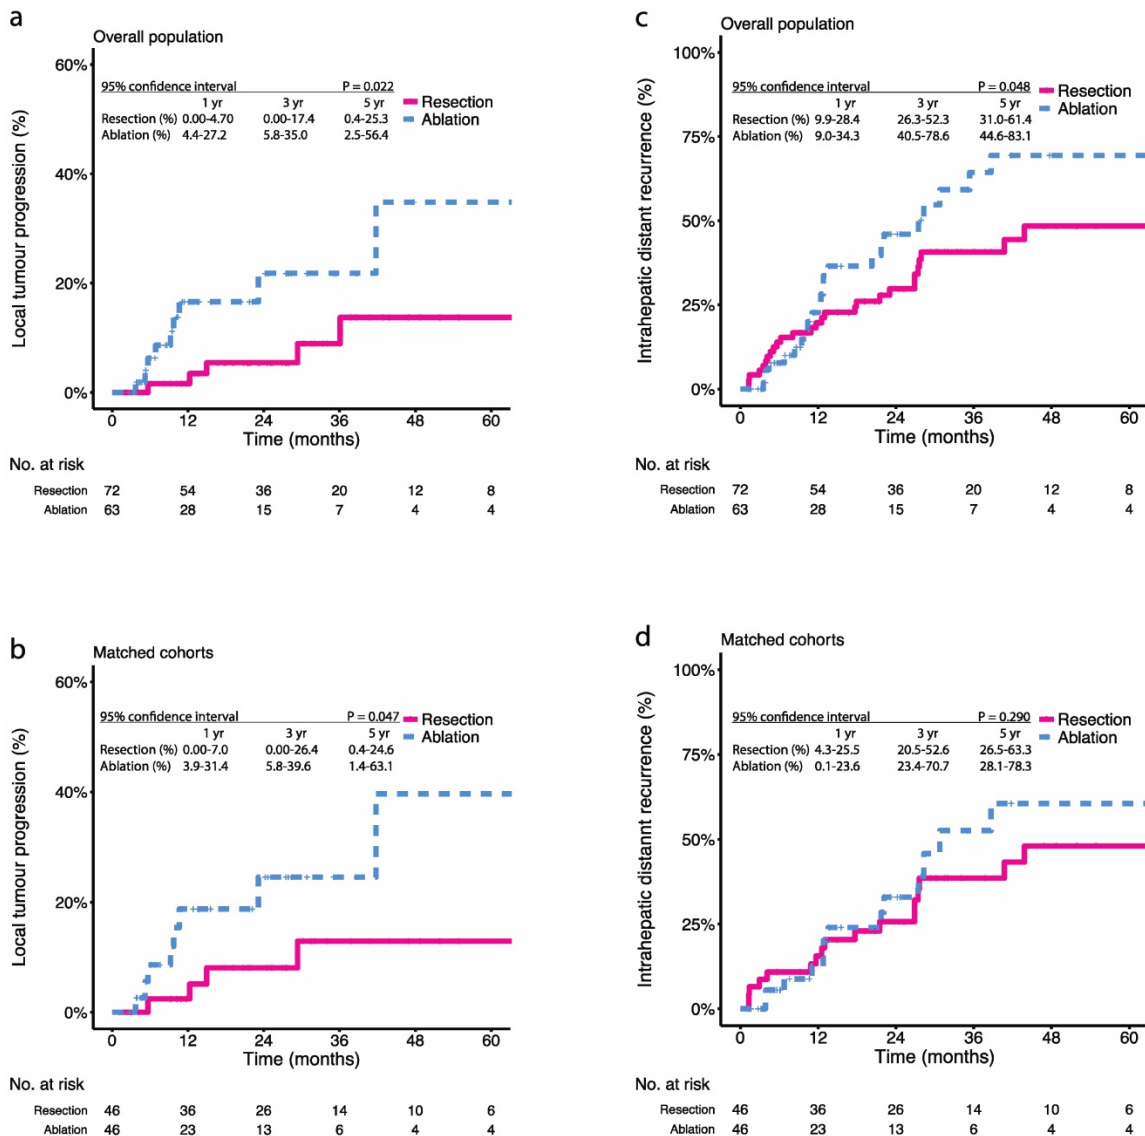 a
Overall population
60%
40%
20%
0%
Local tumour progression (%)
95% confidence interval P = 0.022
1 yr 3 yr 5 yr
Resection (%) 0.00-4.70 0.00-17.4 0.4-25.3
Ablation (%) 4.4-27.2 5.8-35.0 2.5-56.4
Resection
Ablation
0 12 24 36 48 60
Time (months)
No. at risk
Resection 72 54 36 20 12 8
Ablation 63 28 15 7 4 4
c
Overall population
100%
75%
50%
25%
0%
Intrahepatic distant recurrence (%)
95% confidence interval P = 0.048
1 yr 3 yr 5 yr
Resection (%) 9.9-28.4 26.3-52.3 31.0-61.4
Ablation (%) 9.0-34.3 40.5-78.6 44.6-83.1
Resection
Ablation
0 12 24 36 48 60
Time (months)
No. at risk
Resection 72 54 36 20 12 8
Ablation 63 28 15 7 4 4
b
Matched cohorts
60%
40%
20%
0%
Local tumour progression (%)
95% confidence interval P = 0.047
1 yr 3 yr 5 yr
Resection (%) 0.00-7.0 0.00-26.4 0.4-24.6
Ablation (%) 3.9-31.4 5.8-39.6 1.4-63.1
Resection
Ablation
0 12 24 36 48 60
Time (months)
No. at risk
Resection 46 36 26 14 10 6
Ablation 46 23 13 6 4 4
d
Matched cohorts
100%
75%
50%
25%
0%
Intrahepatic distannt recurrence (%)
95% confidence interval P = 0.290
1 yr 3 yr 5 yr
Resection (%) 4.3-25.5 20.5-52.6 26.5-63.3
Ablation (%) 0.1-23.6 23.4-70.7 28.1-78.3
Resection
Ablation
0 12 24 36 48 60
Time (months)
No. at risk
Resection 46 36 26 14 10 6
Ablation 46 23 13 6 4 4